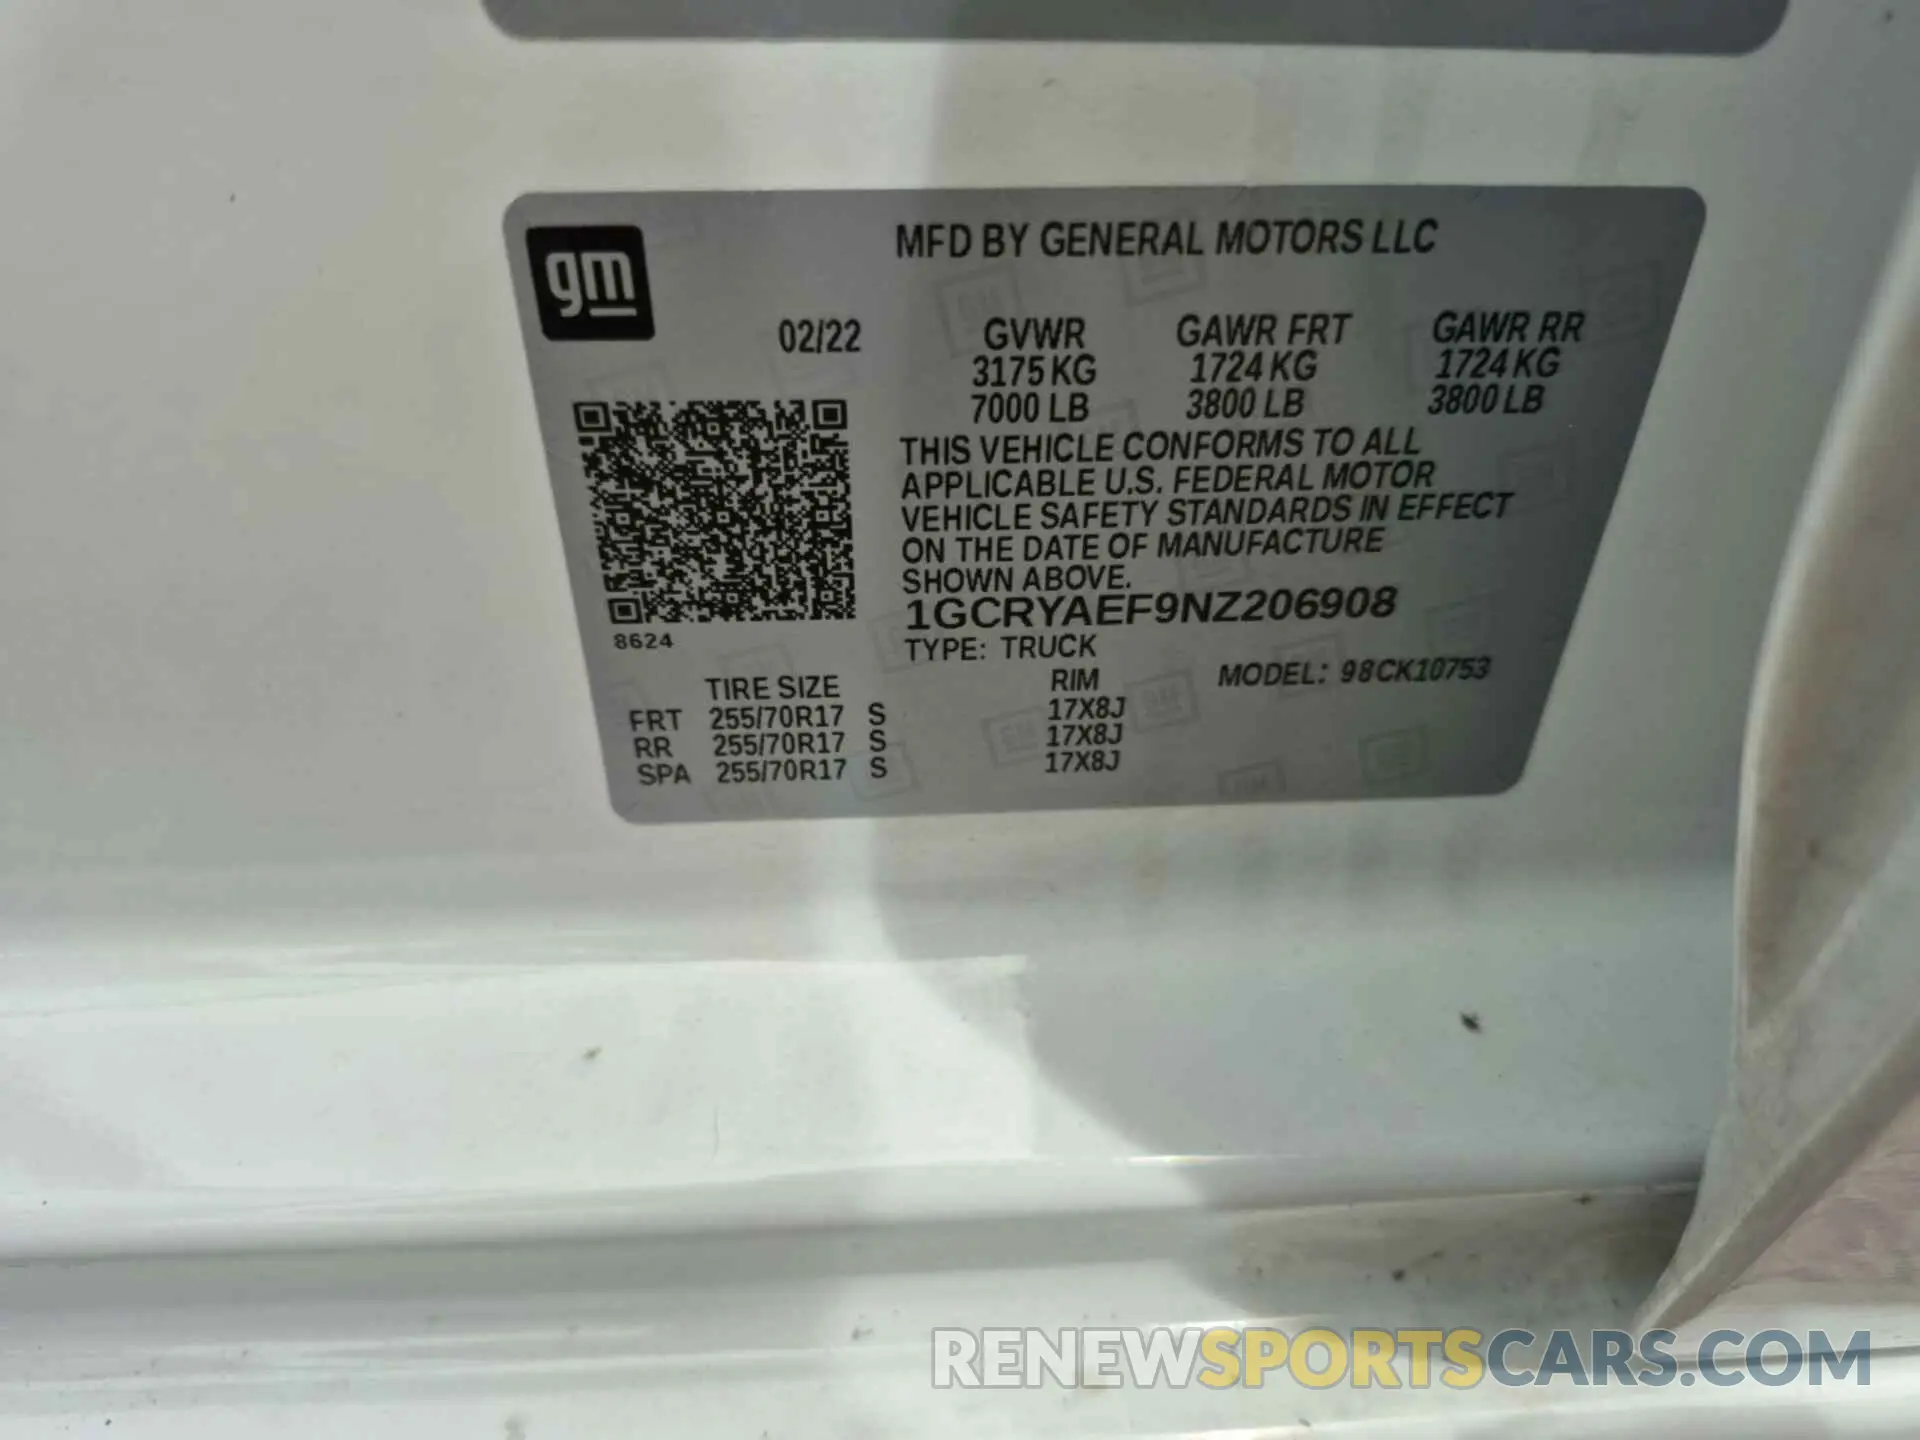 gm
MFD BY GENERAL MOTORS LLC
02/22 GVWR GAWR FRT GAWR RR
3175 KG 1724 KG 1724 KG
7000 LB 3800 LB 3800 LB
THIS VEHICLE CONFORMS TO ALL
APPLICABLE U.S. FEDERAL MOTOR
VEHICLE SAFETY STANDARDS IN EFFECT
ON THE DATE OF MANUFACTURE
SHOWN ABOVE.
1GCRYAEF9NZ206908
8624
TYPE: TRUCK
MODEL: 98CK10753
TIRE SIZE RIM
FRT 255/70R17 S 17X8J
RR 255/70R17 S 17X8J
SPA 255/70R17 S 17X8J
RENEWSPORTSCARS.COM